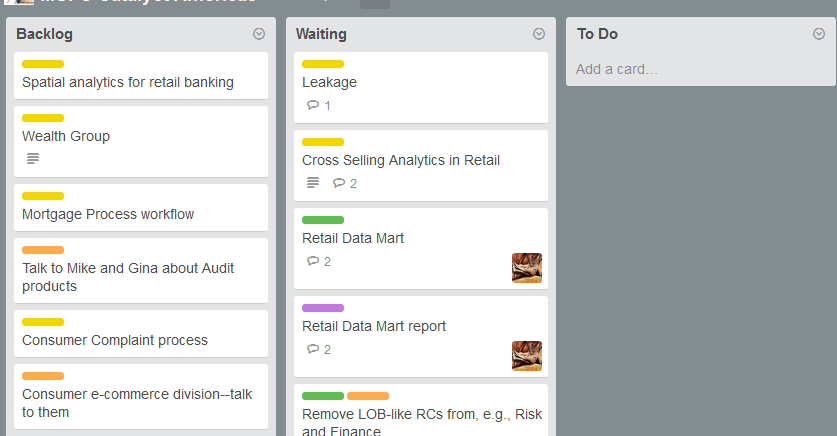 Backlog
Spatial analytics for retail banking
Wealth Group
Mortgage Process workflow
Talk to Mike and Gina about Audit
products
Consumer Complaint process
Consumer e-commerce division--talk
to them
Waiting
Leakage
1
Cross Selling Analytics in Retail
2
Retail Data Mart
2
Retail Data Mart report
2
Remove LOB-like RCs from, e.g., Risk
and Finance
To Do
Add a card…